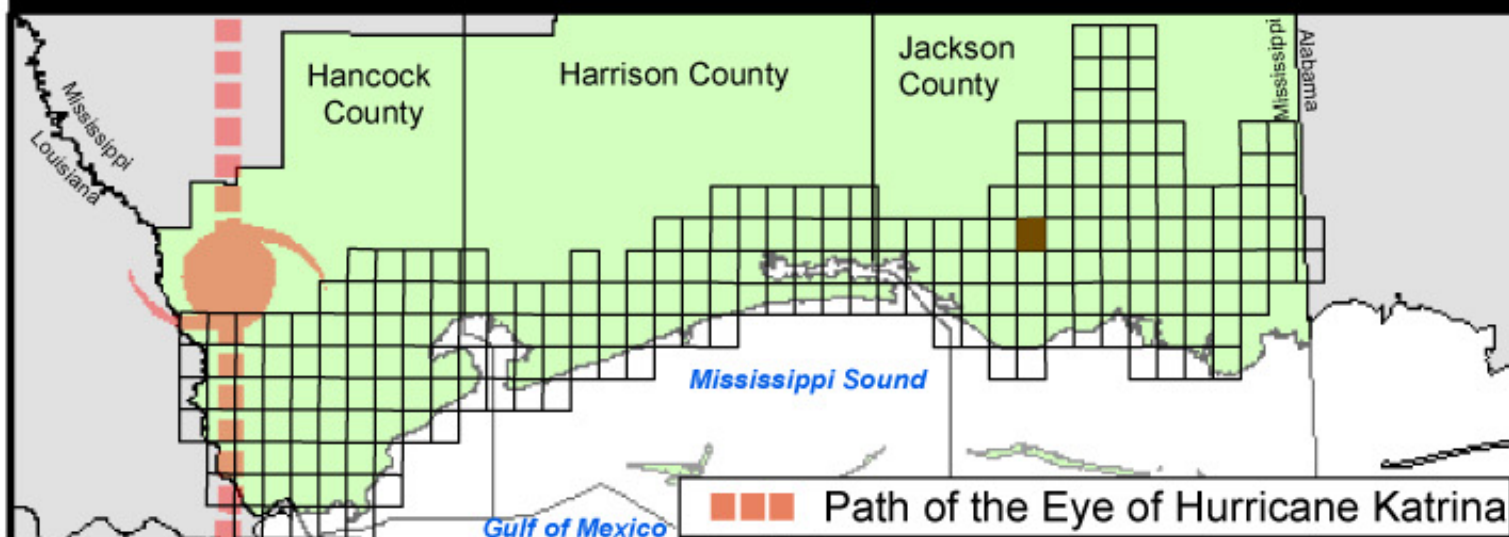 Hancock
County
Harrison County
Jackson
County
Mississippi
Alabama
Mississippi
Louisiana
Mississippi Sound
Gulf of Mexico
Path of the Eye of Hurricane Katrina